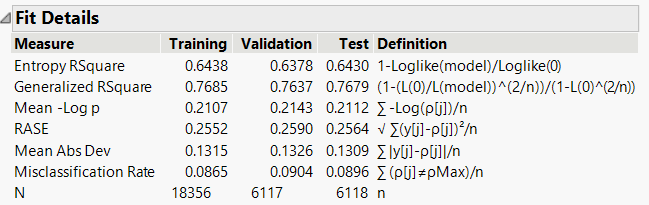 Fit Details
Measure Training Validation Test Definition
Entropy RSquare 0.6438 0.6378 0.6430 1-Loglike(model)/Loglike(0)
Generalized RSquare 0.7685 0.7637 0.7679 (1-(L(0)/L(model))^(2/n))/(1-L(0)^(2/n))
Mean -Log p 0.2107 0.2143 0.2112 ∑ -Log(ρ[j])/n
RASE 0.2552 0.2590 0.2564 √ ∑(y[j]-ρ[j])²/n
Mean Abs Dev 0.1315 0.1326 0.1309 ∑ |y[j]-ρ[j]|/n
Misclassification Rate 0.0865 0.0904 0.0896 ∑ (ρ[j]≠ρMax)/n
N 18356 6117 6118 n